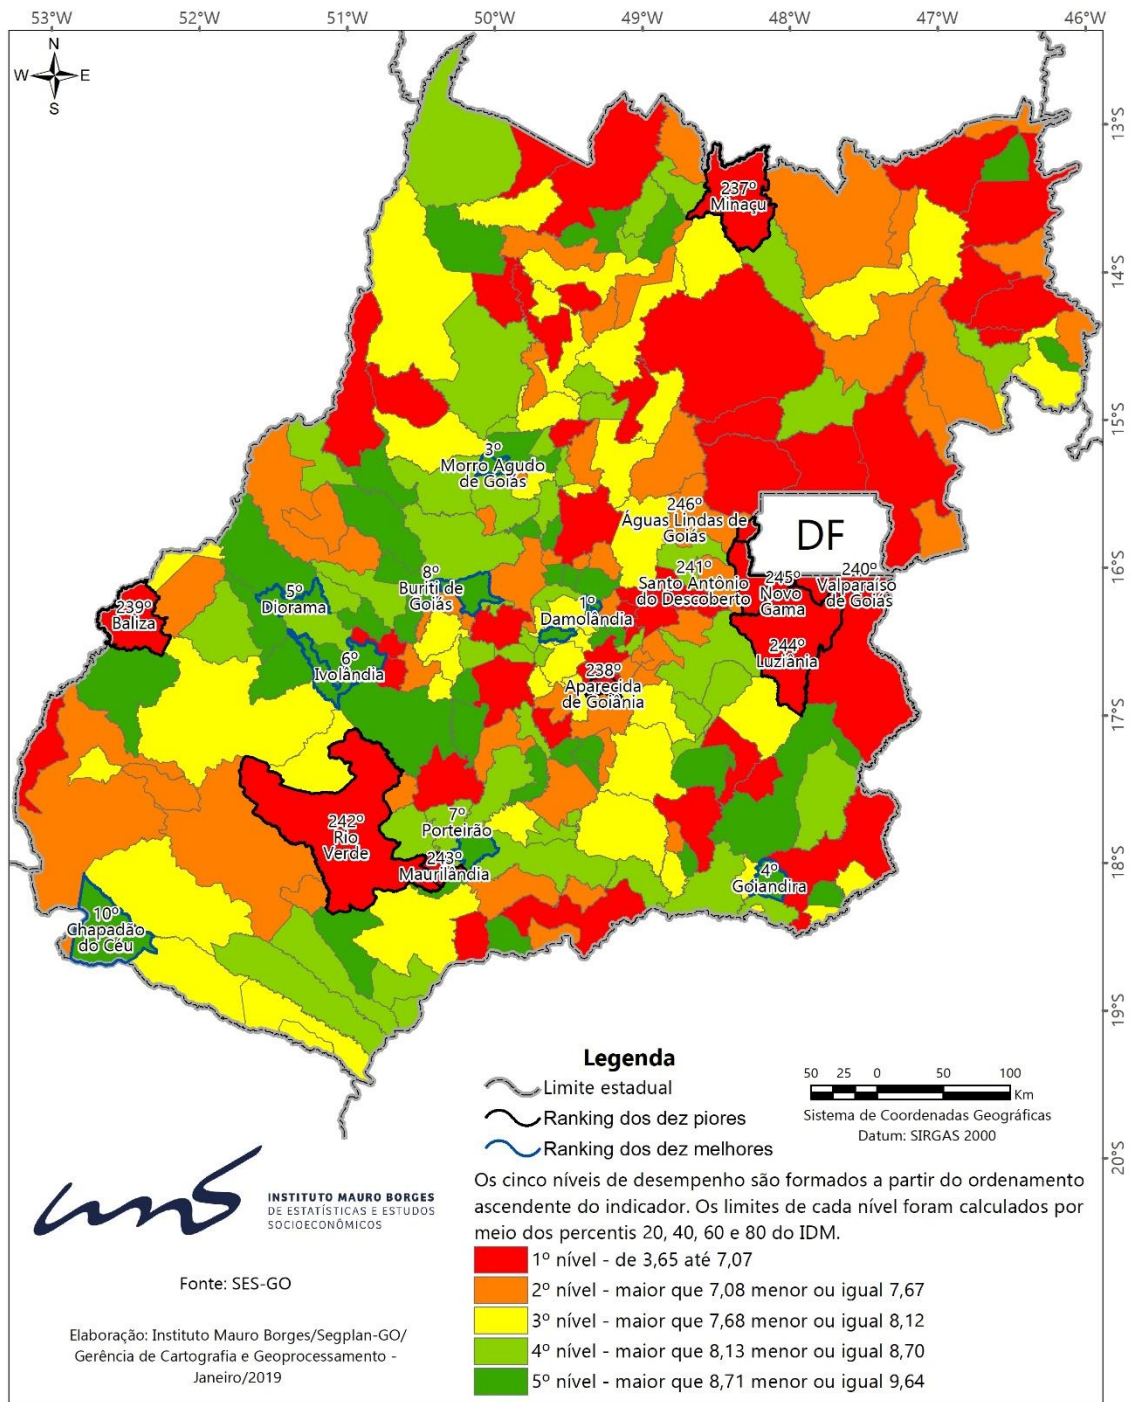 53°W
52°W
51°W
50°W
49°W
48°W
47°W
46°W
N
W
E
S
13°S
14°S
15°S
16°S
17°S
18°S
19°S
20°S
237º
Minaçu
3º
Morro Agudo
de Goiás
246º
Águas Lindas de
Goiás
DF
241º
Santo Antônio
do Descoberto
245º
Novo
Gama
240º
Valparaíso
de Goiás
8º
Buriti de
Goiás
5º
Diorama
239º
Baliza
1º
Damolândia
244º
Luziânia
6º
Ivolândia
238º
Aparecida
de Goiânia
242º
Rio
Verde
7º
Porteirão
243º
Maurilândia
4º
Goiandira
10º
Chapadão
do Céu
Legenda
Limite estadual
Ranking dos dez piores
Ranking dos dez melhores
50 25 0 50 100
Km
Sistema de Coordenadas Geográficas
Datum: SIRGAS 2000
Os cinco níveis de desempenho são formados a partir do ordenamento
ascendente do indicador. Os limites de cada nível foram calculados por
meio dos percentis 20, 40, 60 e 80 do IDM.
1º nível - de 3,65 até 7,07
2º nível - maior que 7,08 menor ou igual 7,67
3º nível - maior que 7,68 menor ou igual 8,12
4º nível - maior que 8,13 menor ou igual 8,70
5º nível - maior que 8,71 menor ou igual 9,64
INSTITUTO MAURO BORGES
DE ESTATÍSTICAS E ESTUDOS
SOCIOECONÔMICOS
Fonte: SES-GO
Elaboração: Instituto Mauro Borges/Segplan-GO/
Gerência de Cartografia e Geoprocessamento -
Janeiro/2019